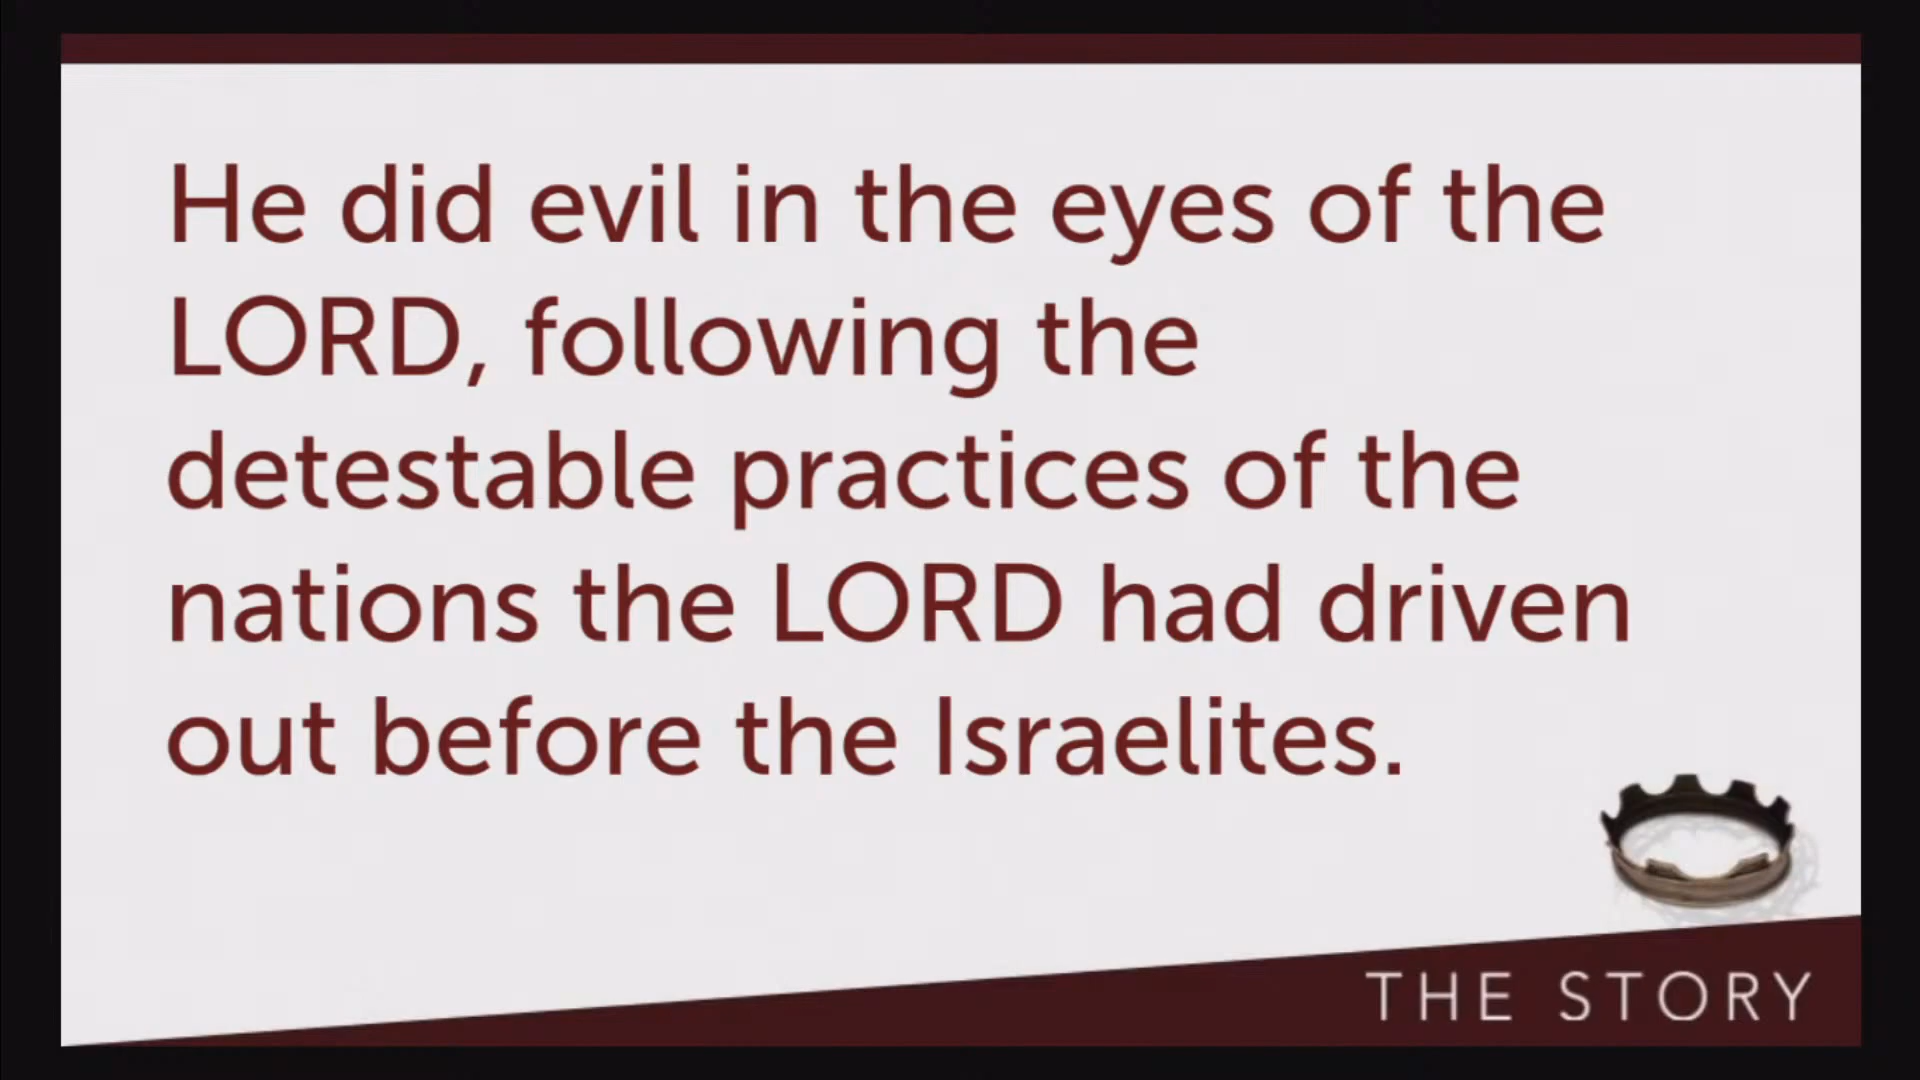 He did evil in the eyes of the
LORD, following the
detestable practices of the
nations the LORD had driven
out before the Israelites.
THE STORY